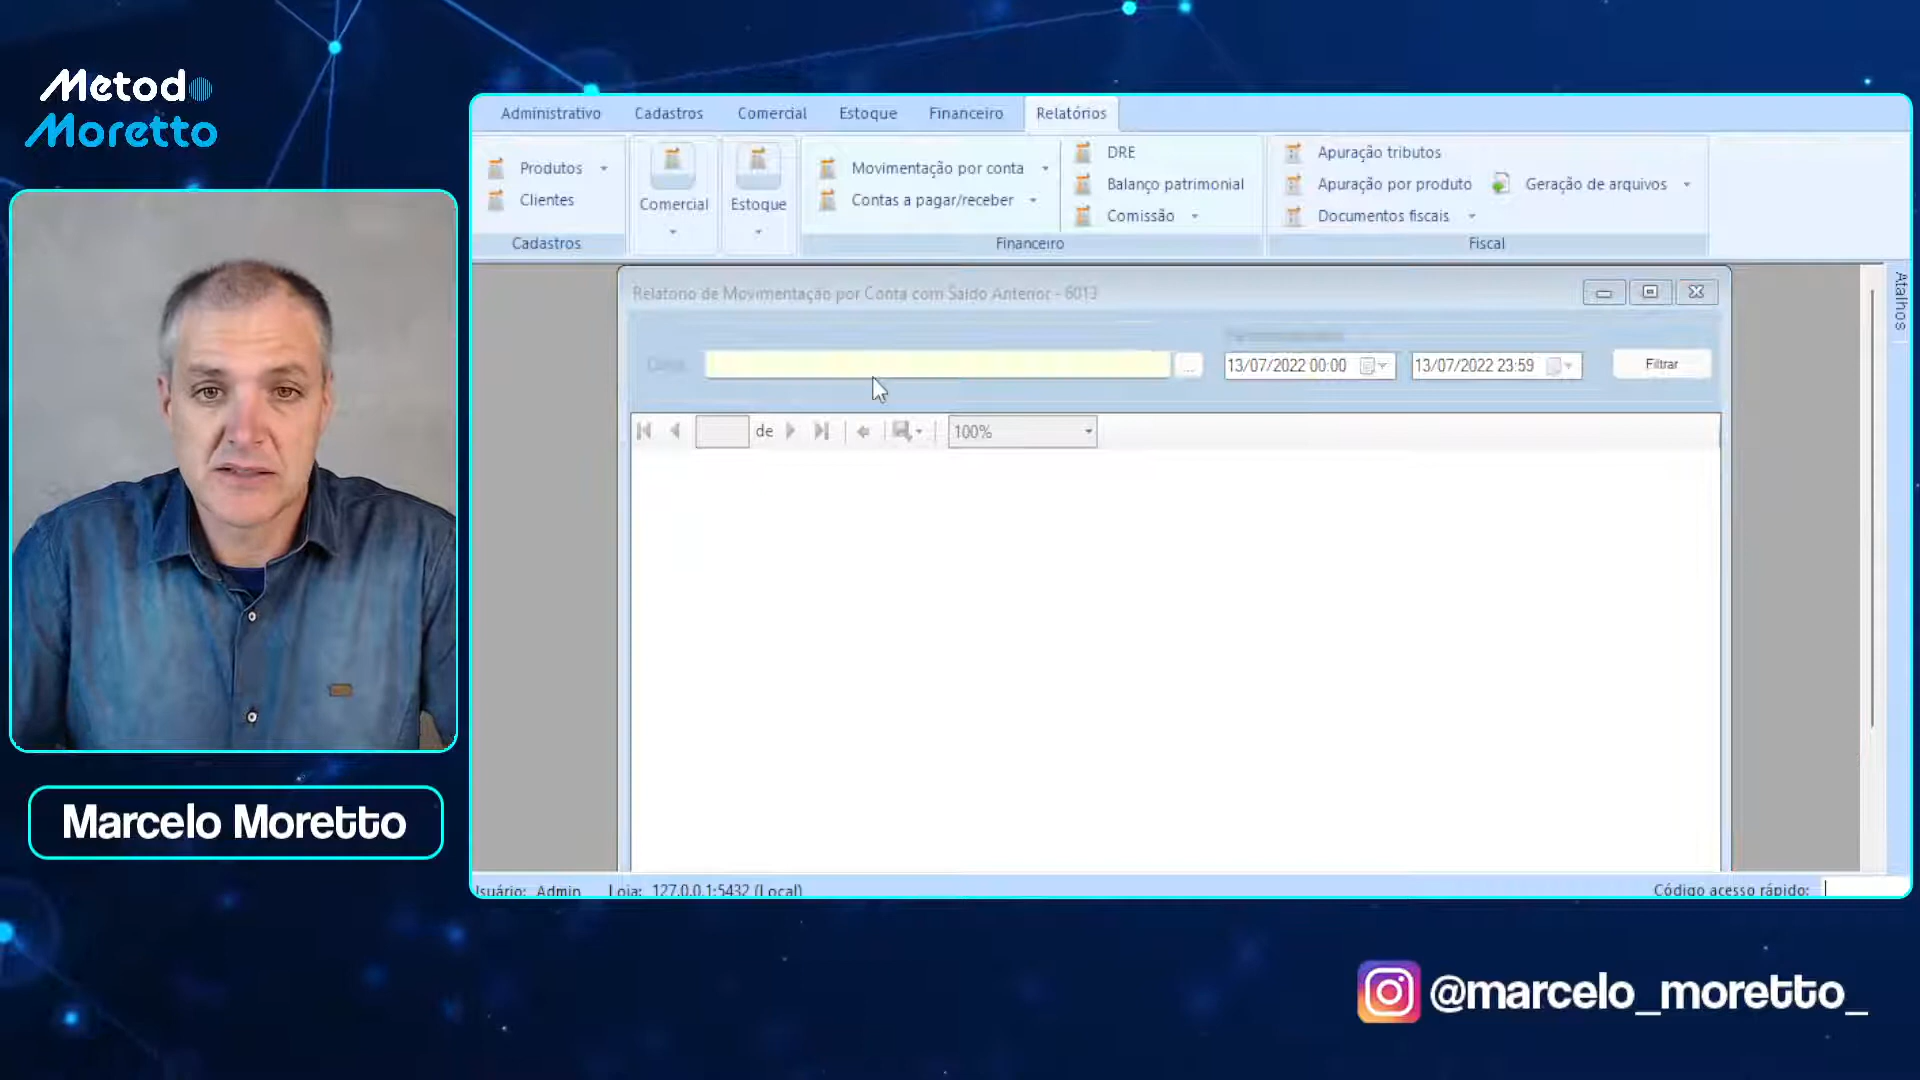 Metodo
Moretto
Administrativo Cadastros Comercial Estoque Financeiro Relatórios
Produtos
Clientes
Cadastros
Comercial
Estoque
Movimentação por conta
Contas a pagar/receber
DRE
Balanço patrimonial
Comissão
Financeiro
Apuração tributos
Apuração por produto
Documentos fiscais
Geração de arquivos
Fiscal
Atalhos
Relatorio de Movimentação por Conta com Saldo Anterior - 6013
... 13/07/2022 00:00 13/07/2022 23:59 Filtrar
de 100%
Usuário: Admin Loja: 127.0.0.1:5432 (Local) Código acesso rápido:
Marcelo Moretto
@marcelo_moretto_